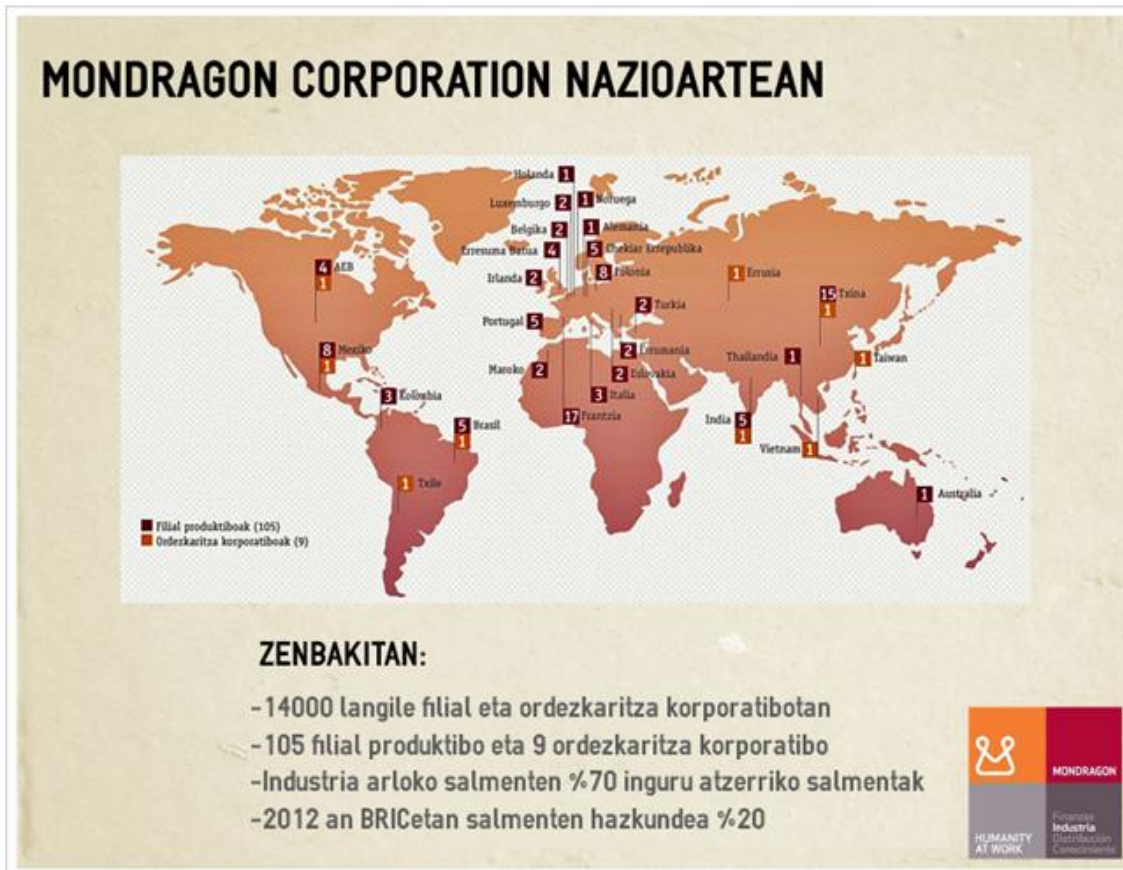 MONDRAGON CORPORATION NAZIOARTEAN
Holanda 1
Luxemburgo 2
1 Noruega
Belgika 2
1 Alemania
Erresuma Batua 4
5 Chekiar Errepublika
Irlanda 2
8 Polonia
4 AEB
1
1 Errusia
15 Txina
1
2 Turkia
Portugal 5
8 Mexiko
1
2 Errumania
Thailandia 1
1 Taiwan
Maroko 2
2 Eslovakia
3 Kolombia
3 Italia
17 Frantzia
5 Brasil
1
India 5
1
Vietnam 1
1 Txile
1 Australia
Filial produktiboak (105)
Ordezkaritza korporatiboak (9)
ZENBAKITAN:
-14000 langile filial eta ordezkaritza korporatibotan
-105 filial produktibo eta 9 ordezkaritza korporatibo
-Industria arloko salmenten %70 inguru atzerriko salmentak
-2012 an BRICetan salmenten hazkundea %20
MONDRAGON
HUMANITY
AT WORK
Finanzas
Industria
Distribución
Conocimiento